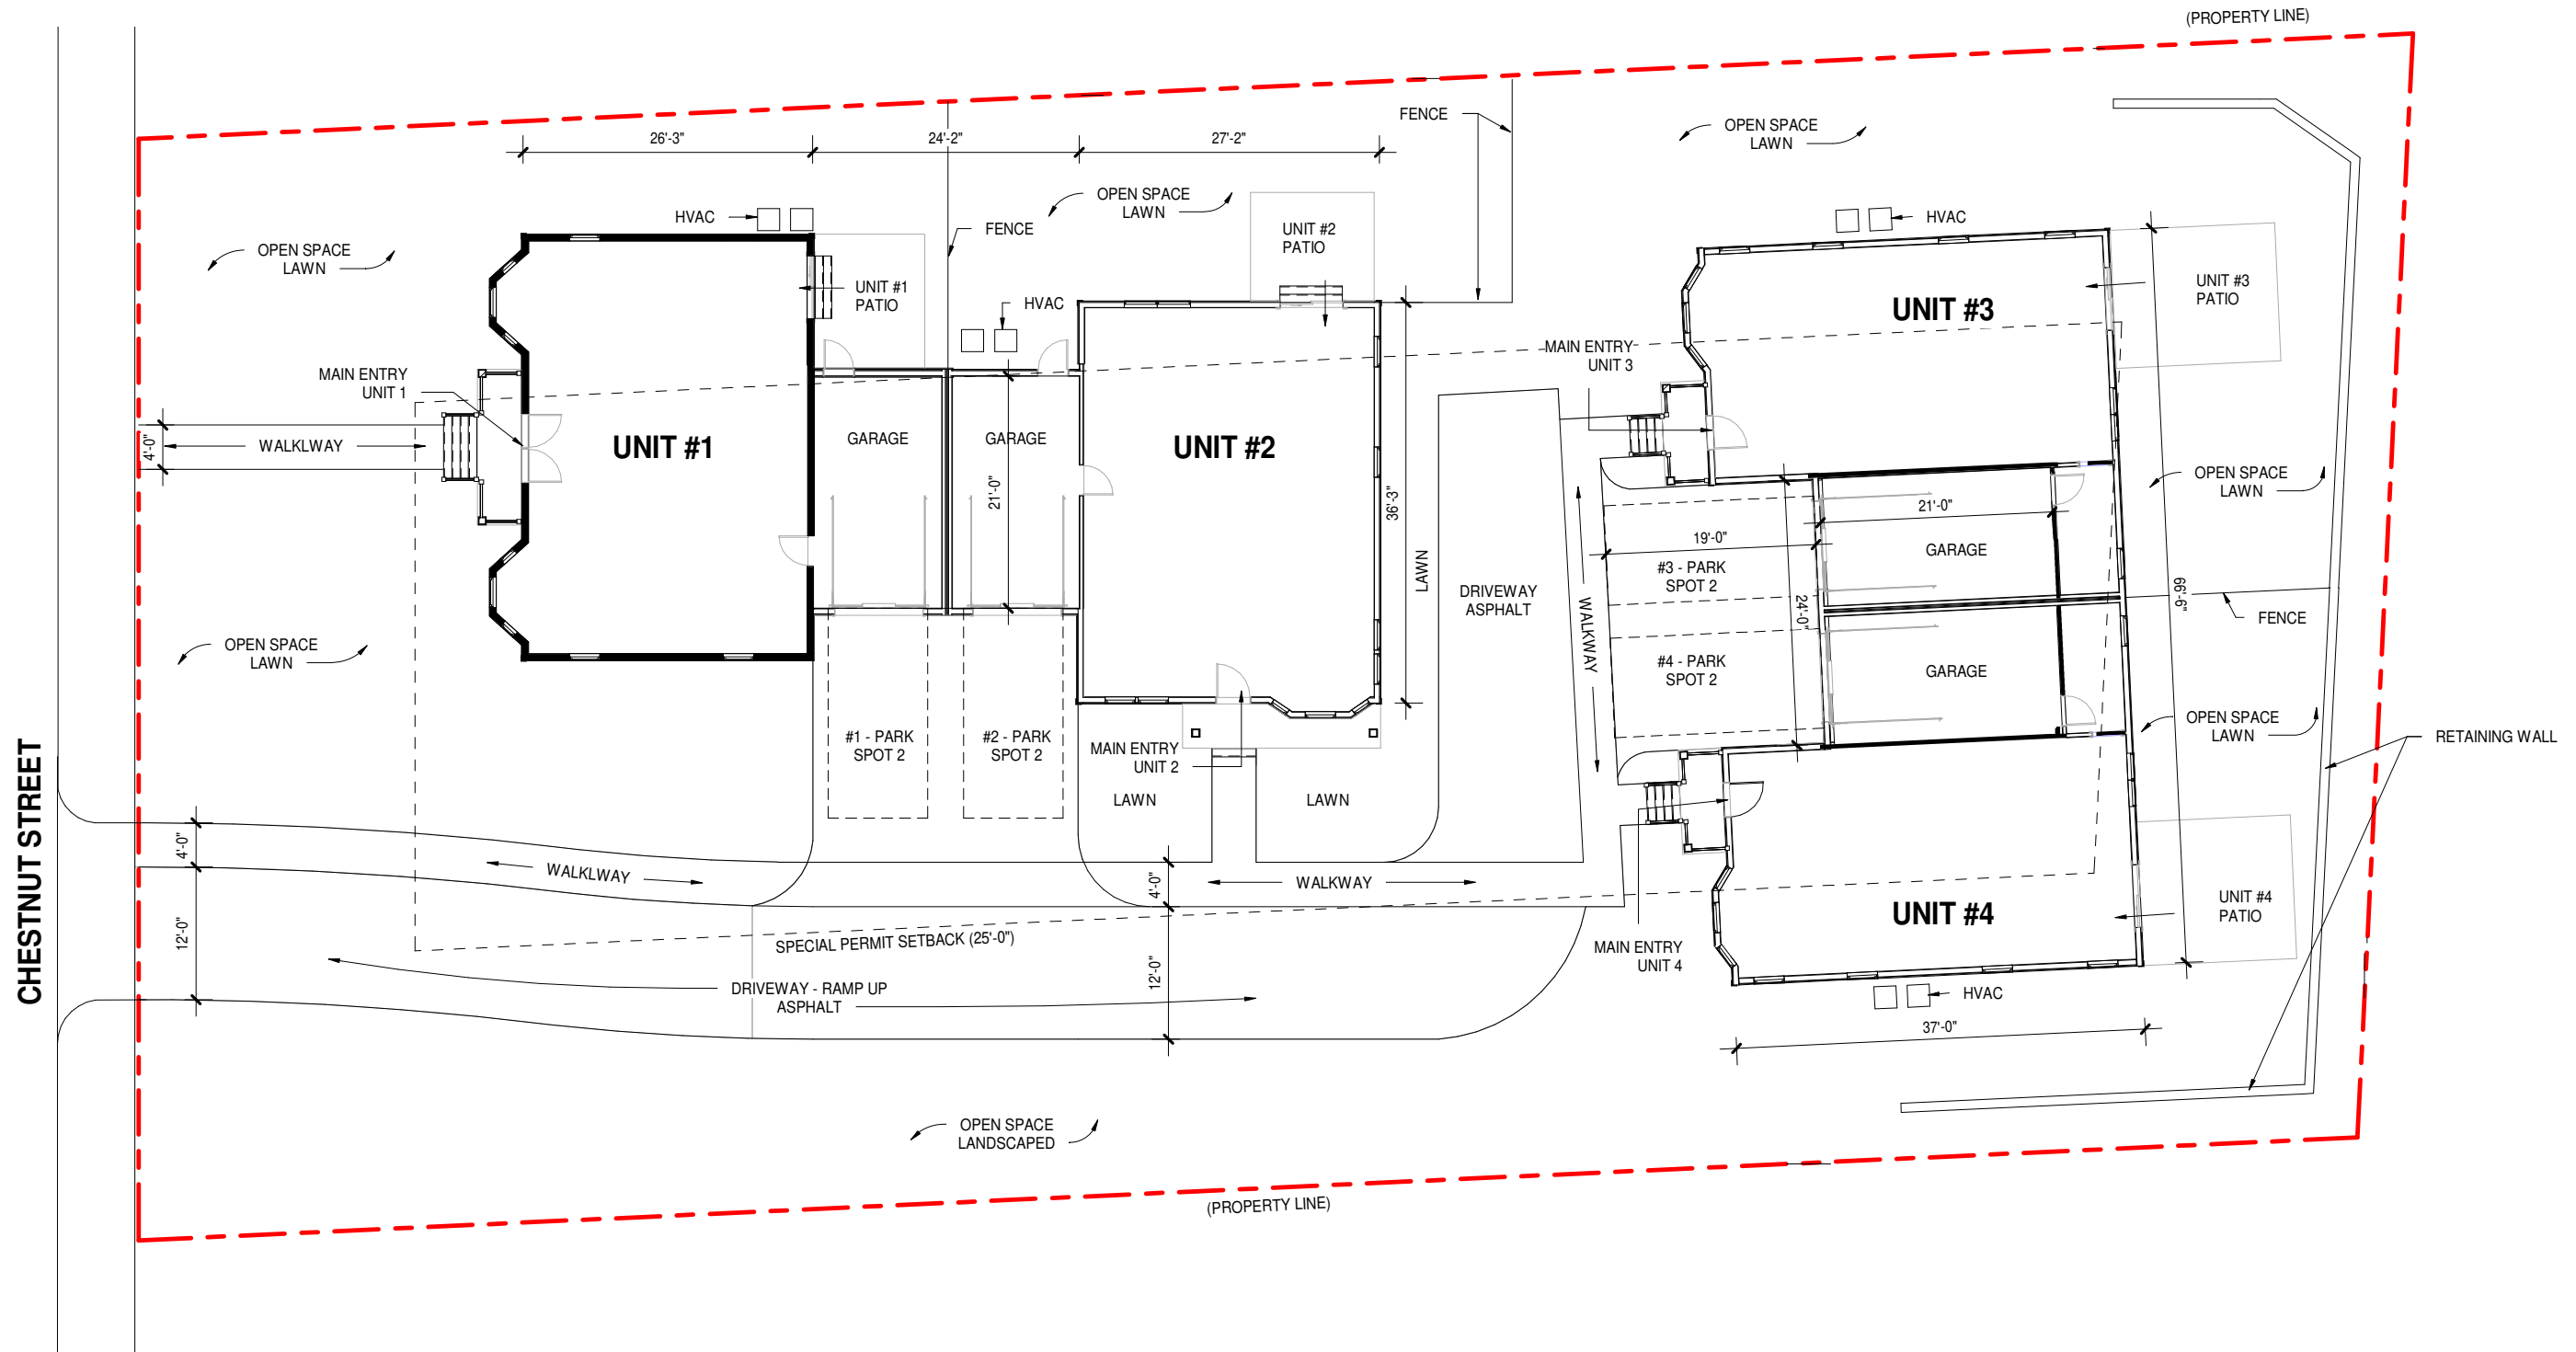 (PROPERTY LINE)
FENCE
OPEN SPACE
LAWN
26'-3"
24'-2"
27'-2"
OPEN SPACE
LAWN
HVAC
HVAC
FENCE
UNIT #2
PATIO
OPEN SPACE
LAWN
UNIT #1
PATIO
UNIT #3
PATIO
HVAC
UNIT #3
MAIN ENTRY
UNIT 3
MAIN ENTRY
UNIT 1
4'-0"
WALKLWAY
UNIT #1
GARAGE
GARAGE
21'-0"
UNIT #2
36'-3"
OPEN SPACE
LAWN
21'-0"
19'-0"
GARAGE
#3 - PARK
SPOT 2
24'-0"
LAWN
DRIVEWAY
ASPHALT
WALKWAY
66'-6"
FENCE
OPEN SPACE
LAWN
#4 - PARK
SPOT 2
GARAGE
OPEN SPACE
LAWN
RETAINING WALL
#1 - PARK
SPOT 2
#2 - PARK
SPOT 2
MAIN ENTRY
UNIT 2
LAWN
LAWN
CHESTNUT STREET
4'-0"
WALKLWAY
4'-0"
WALKWAY
12'-0"
SPECIAL PERMIT SETBACK (25'-0")
UNIT #4
UNIT #4
PATIO
MAIN ENTRY
UNIT 4
12'-0"
DRIVEWAY - RAMP UP
ASPHALT
HVAC
37'-0"
OPEN SPACE
LANDSCAPED
(PROPERTY LINE)